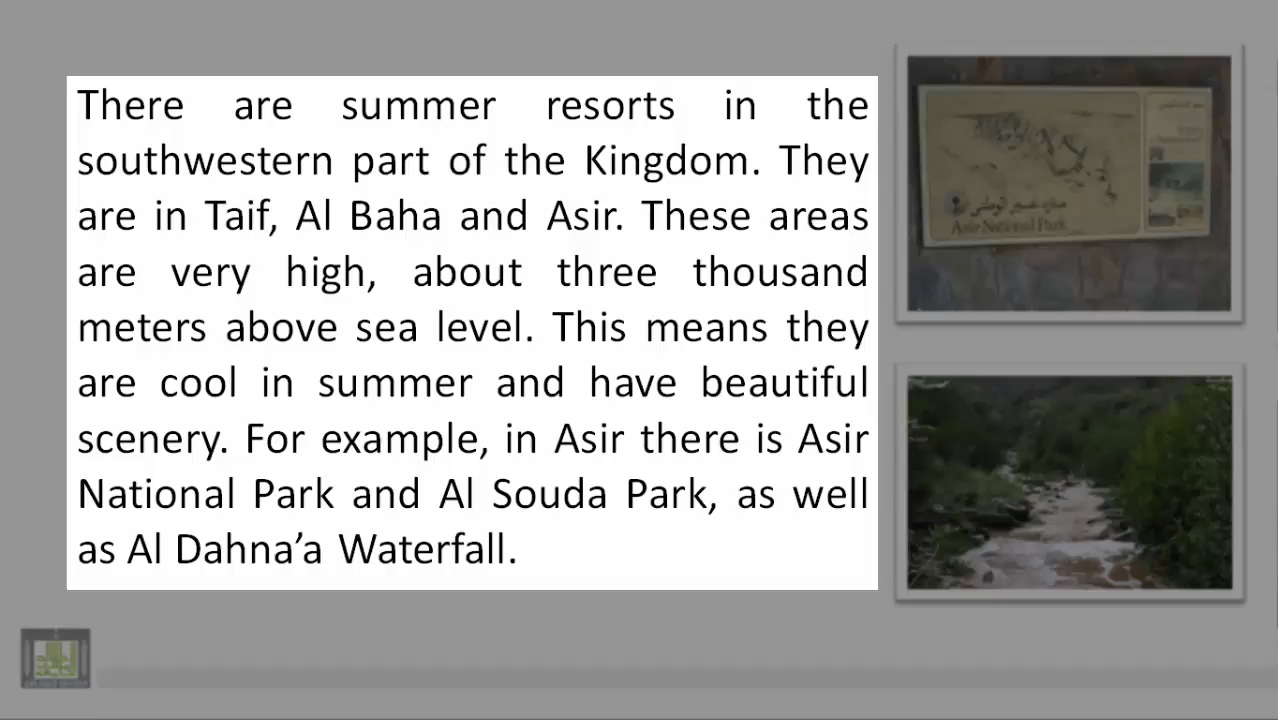 There are summer resorts in the
southwestern part of the Kingdom. They
are in Taif, Al Baha and Asir. These areas
are very high, about three thousand
meters above sea level. This means they
are cool in summer and have beautiful
scenery. For example, in Asir there is Asir
National Park and Al Souda Park, as well
as Al Dahna’a Waterfall.
Asir National Park